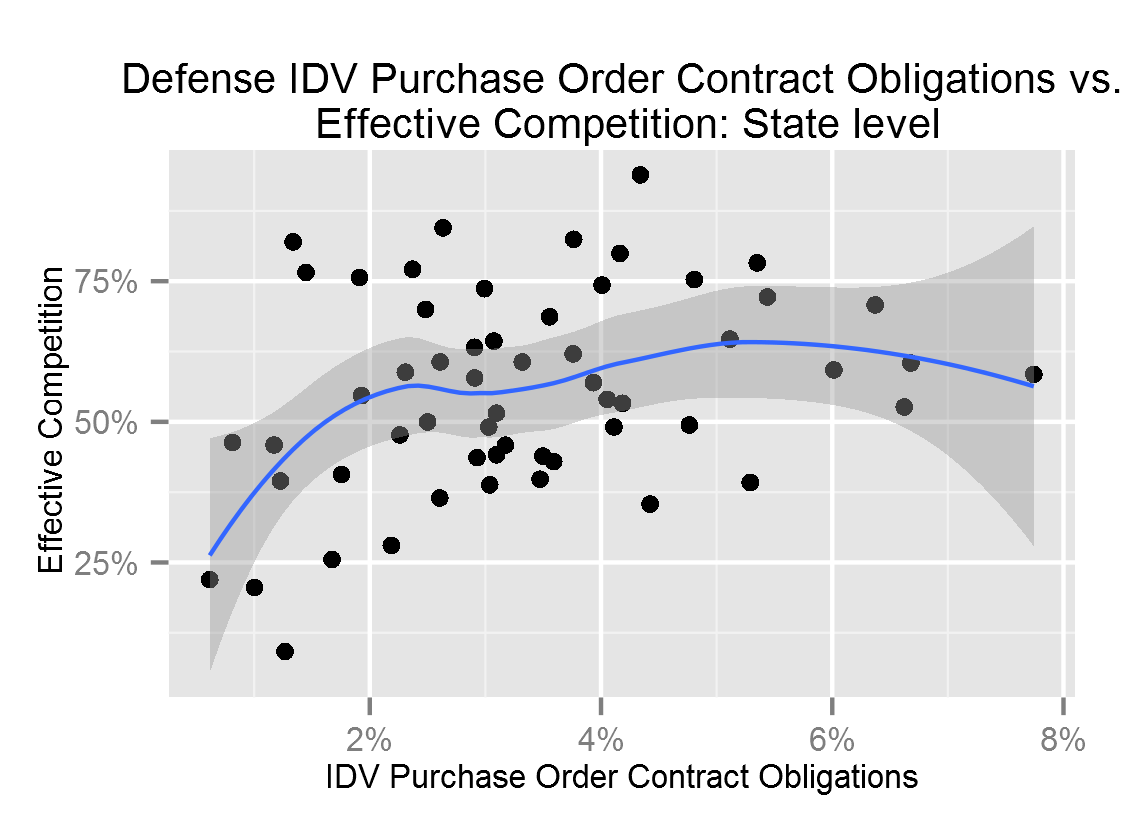 Defense IDV Purchase Order Contract Obligations vs.
Effective Competition: State level
Effective Competition
75%
50%
25%
2%
4%
6%
8%
IDV Purchase Order Contract Obligations